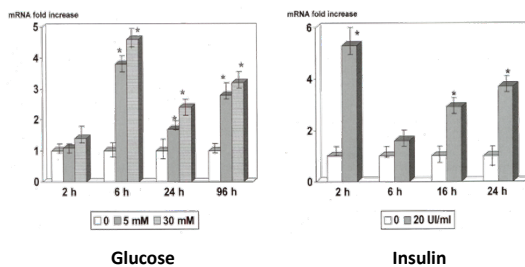 mRNA fold increase
5
4
3
2
1
0
2 h 6 h 24 h 96 h
0 5 mM 30 mM
Glucose
mRNA fold increase
6
4
2
0
2 h 6 h 16 h 24 h
0 20 UI/ml
Insulin
* * * * * *
* * *